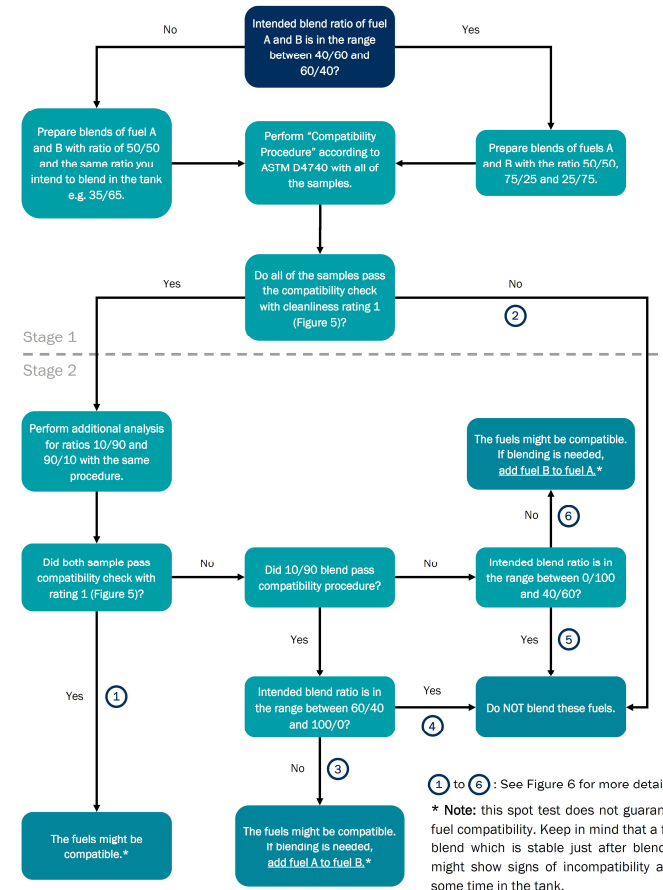 Intended blend ratio of fuel
A and B is in the range
between 40/60 and
60/40?
No
Yes
Prepare blends of fuel A
and B with ratio of 50/50
and the same ratio you
intend to blend in the tank
e.g. 35/65.
Perform "Compatibility
Procedure" according to
ASTM D4740 with all of
the samples.
Prepare blends of fuels A
and B with the ratio 50/50,
75/25 and 25/75.
Do all of the samples pass
the compatibility check
with cleanliness rating 1
(Figure 5)?
Yes
No
2
Stage 1
Stage 2
Perform additional analysis
for ratios 10/90 and
90/10 with the same
procedure.
The fuels might be compatible.
If blending is needed,
add fuel B to fuel A.*
No
6
Did both sample pass
compatibility check with
rating 1 (Figure 5)?
No
Did 10/90 blend pass
compatibility procedure?
No
Intended blend ratio is in
the range between 0/100
and 40/60?
Yes
Yes
5
Yes
1
Intended blend ratio is in
the range between 60/40
and 100/0?
Yes
4
Do NOT blend these fuels.
No
3
The fuels might be
compatible.*
The fuels might be compatible.
If blending is needed,
add fuel A to fuel B.*
1 to 6 : See Figure 6 for more
* Note: this spot test does not
fuel compatibility. Keep in mind that a
blend which is stable just after
might show signs of incompatibility
some time in the tank.